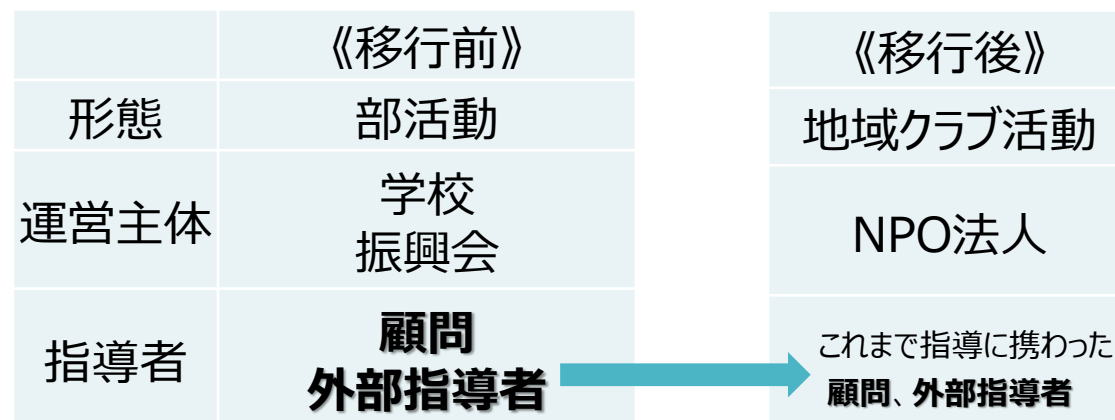 《移行前》 《移行後》
形態 部活動 地域クラブ活動
運営主体 学校
振興会 NPO法人
指導者 顧問
外部指導者 これまで指導に携わった
顧問、外部指導者